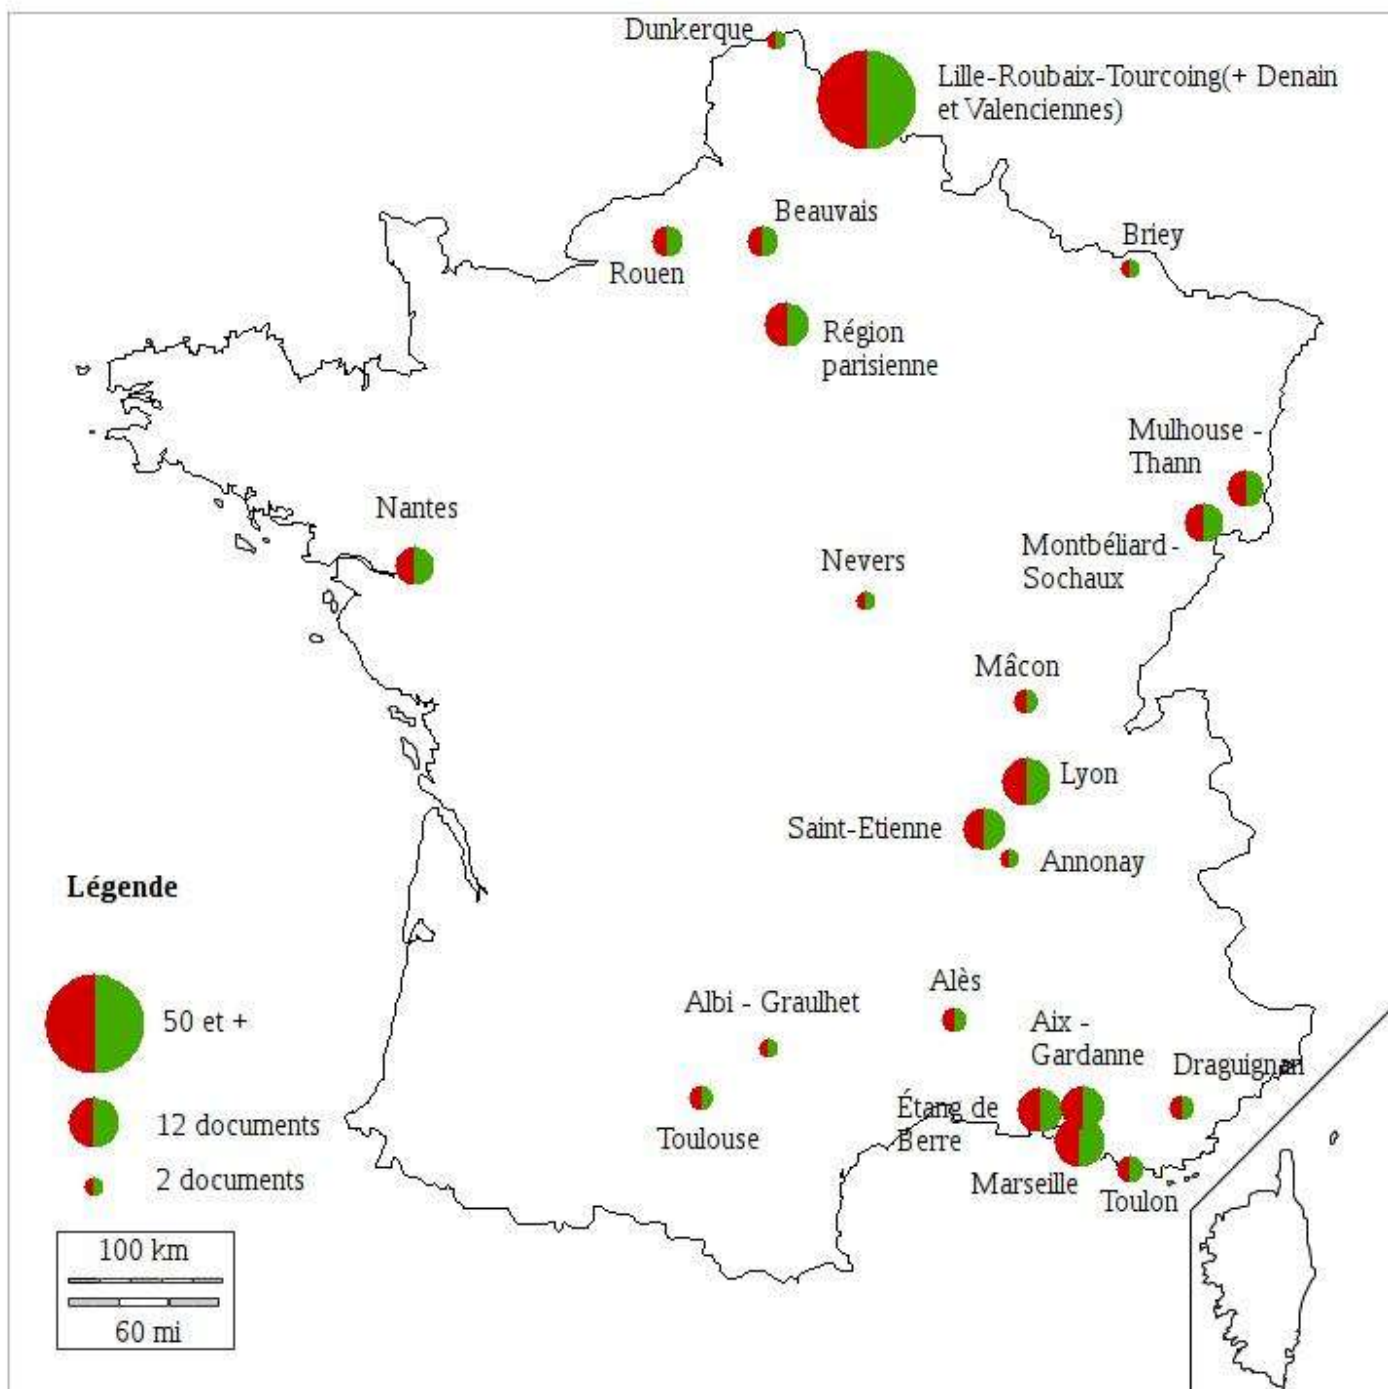 Dunkerque
Lille-Roubaix-Tourcoing(+ Denain
et Valenciennes)
Beauvais
Rouen
Briey
Région
parisienne
Mulhouse -
Thann
Nantes
Montbéliard-
Sochaux
Nevers
Mâcon
Lyon
Saint-Etienne
Annonay
Légende
50 et +
12 documents
2 documents
100 km
60 mi
Albi - Graulhet
Alès
Aix -
Gardanne
Draguignan
Toulouse
Étang de
Berre
Marseille
Toulon